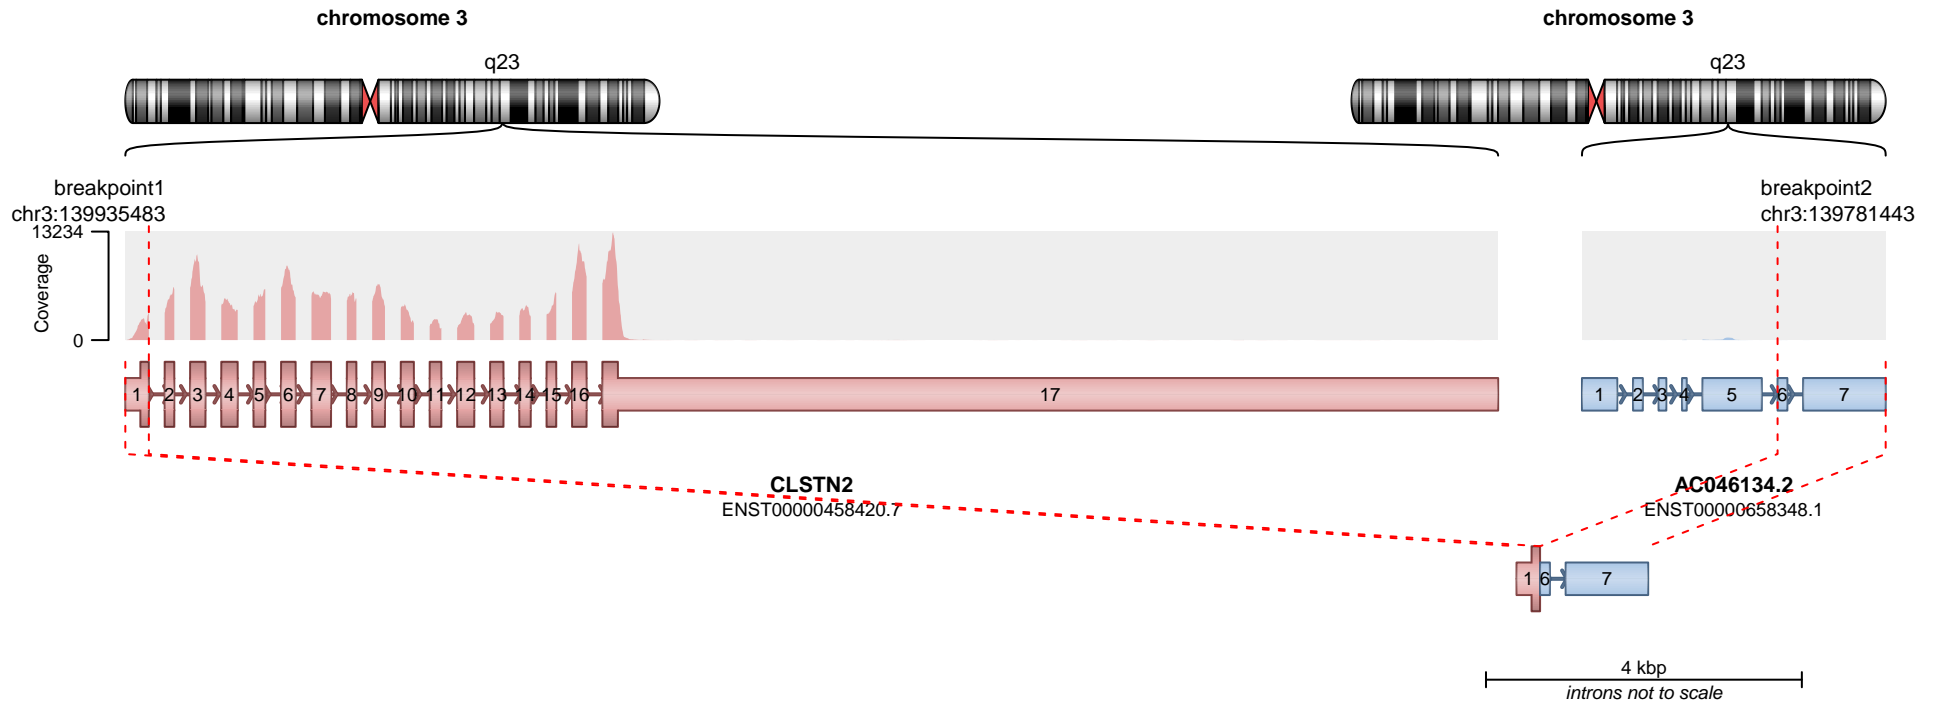 chromosome 3
chromosome 3
q23
q23
breakpoint1
chr3:139935483
breakpoint2
chr3:139781443
13234
Coverage
0
1 2 3 4 5 6 7 8 9 10 11 12 13 14 15 16 17
1 2 3 4 5 6 7
CLSTN2
ENST00000458420.7
AC046134.2
ENST00000658348.1
1 6 7
4 kbp
introns not to scale